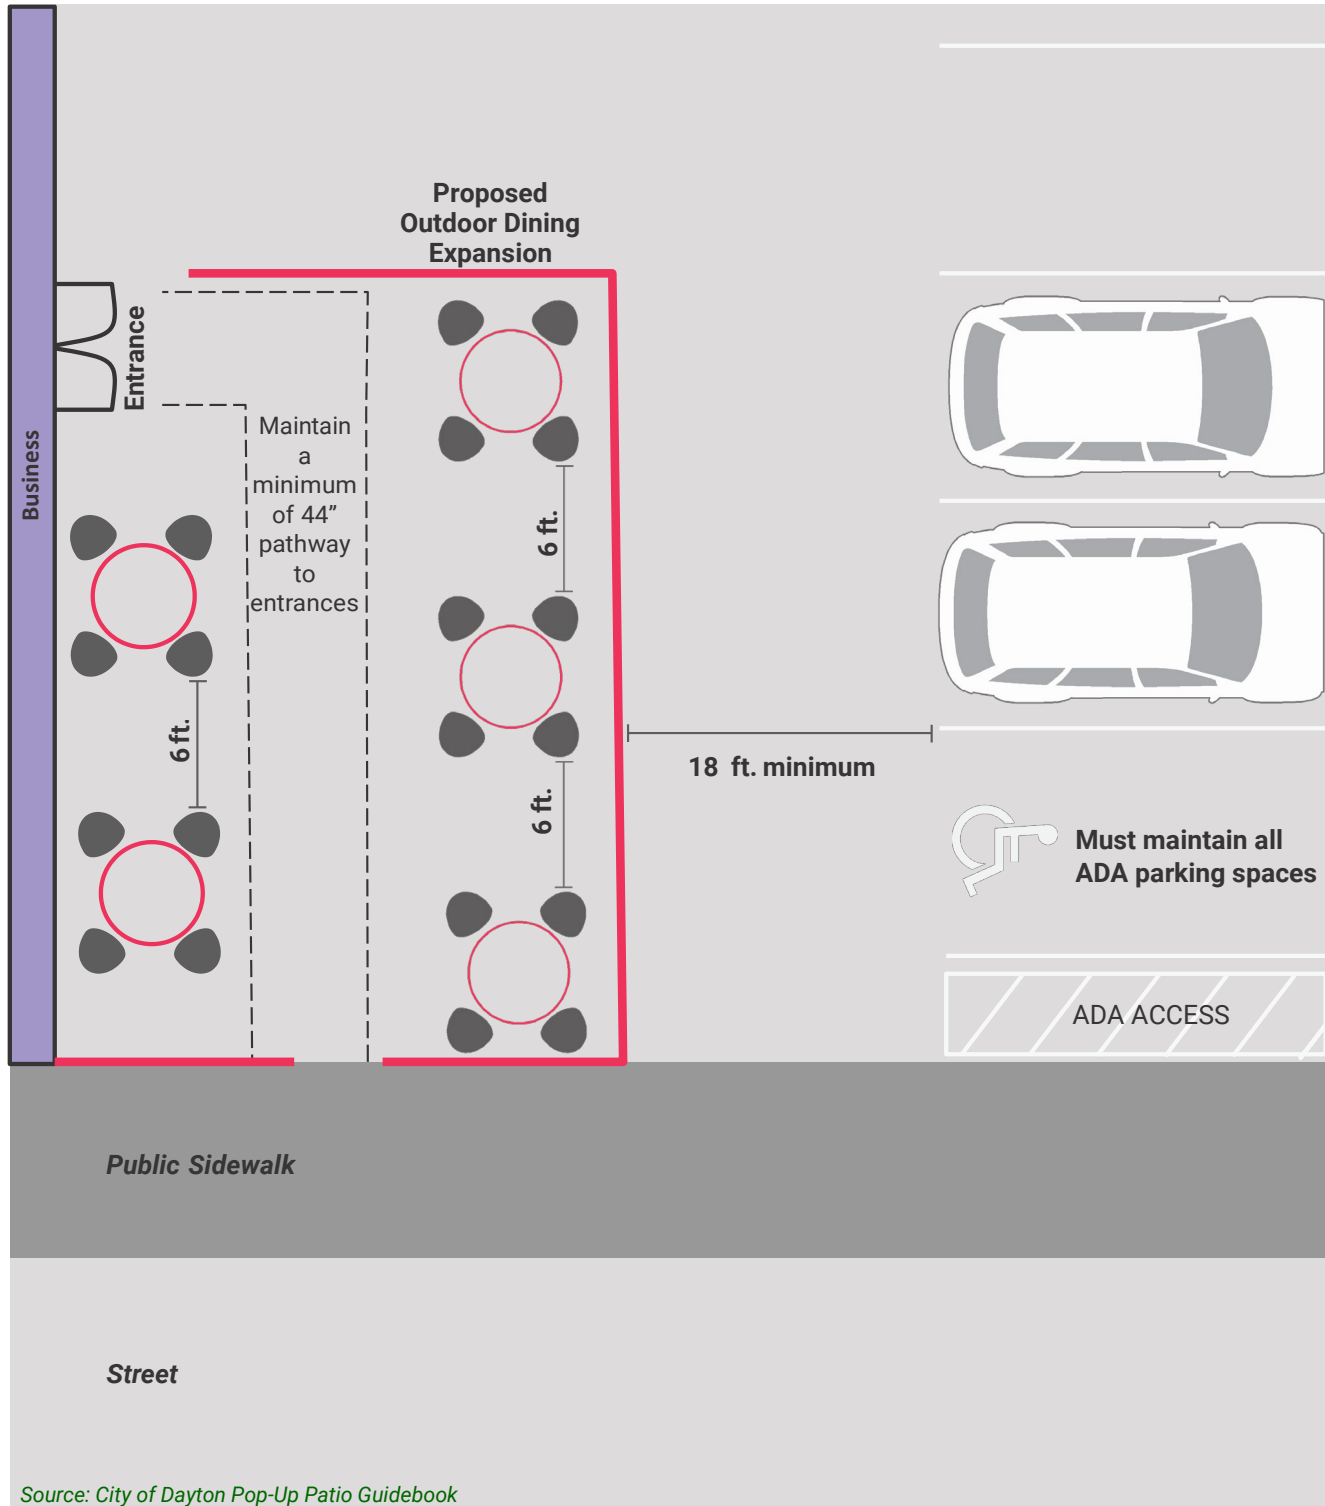 Proposed
Outdoor Dining
Expansion
Entrance
Business
Maintain
a
minimum
of 44”
pathway
to
entrances
6 ft.
6 ft.
6 ft.
18 ft. minimum
Must maintain all
ADA parking spaces
ADA ACCESS
Public Sidewalk
Street
Source: City of Dayton Pop-Up Patio Guidebook